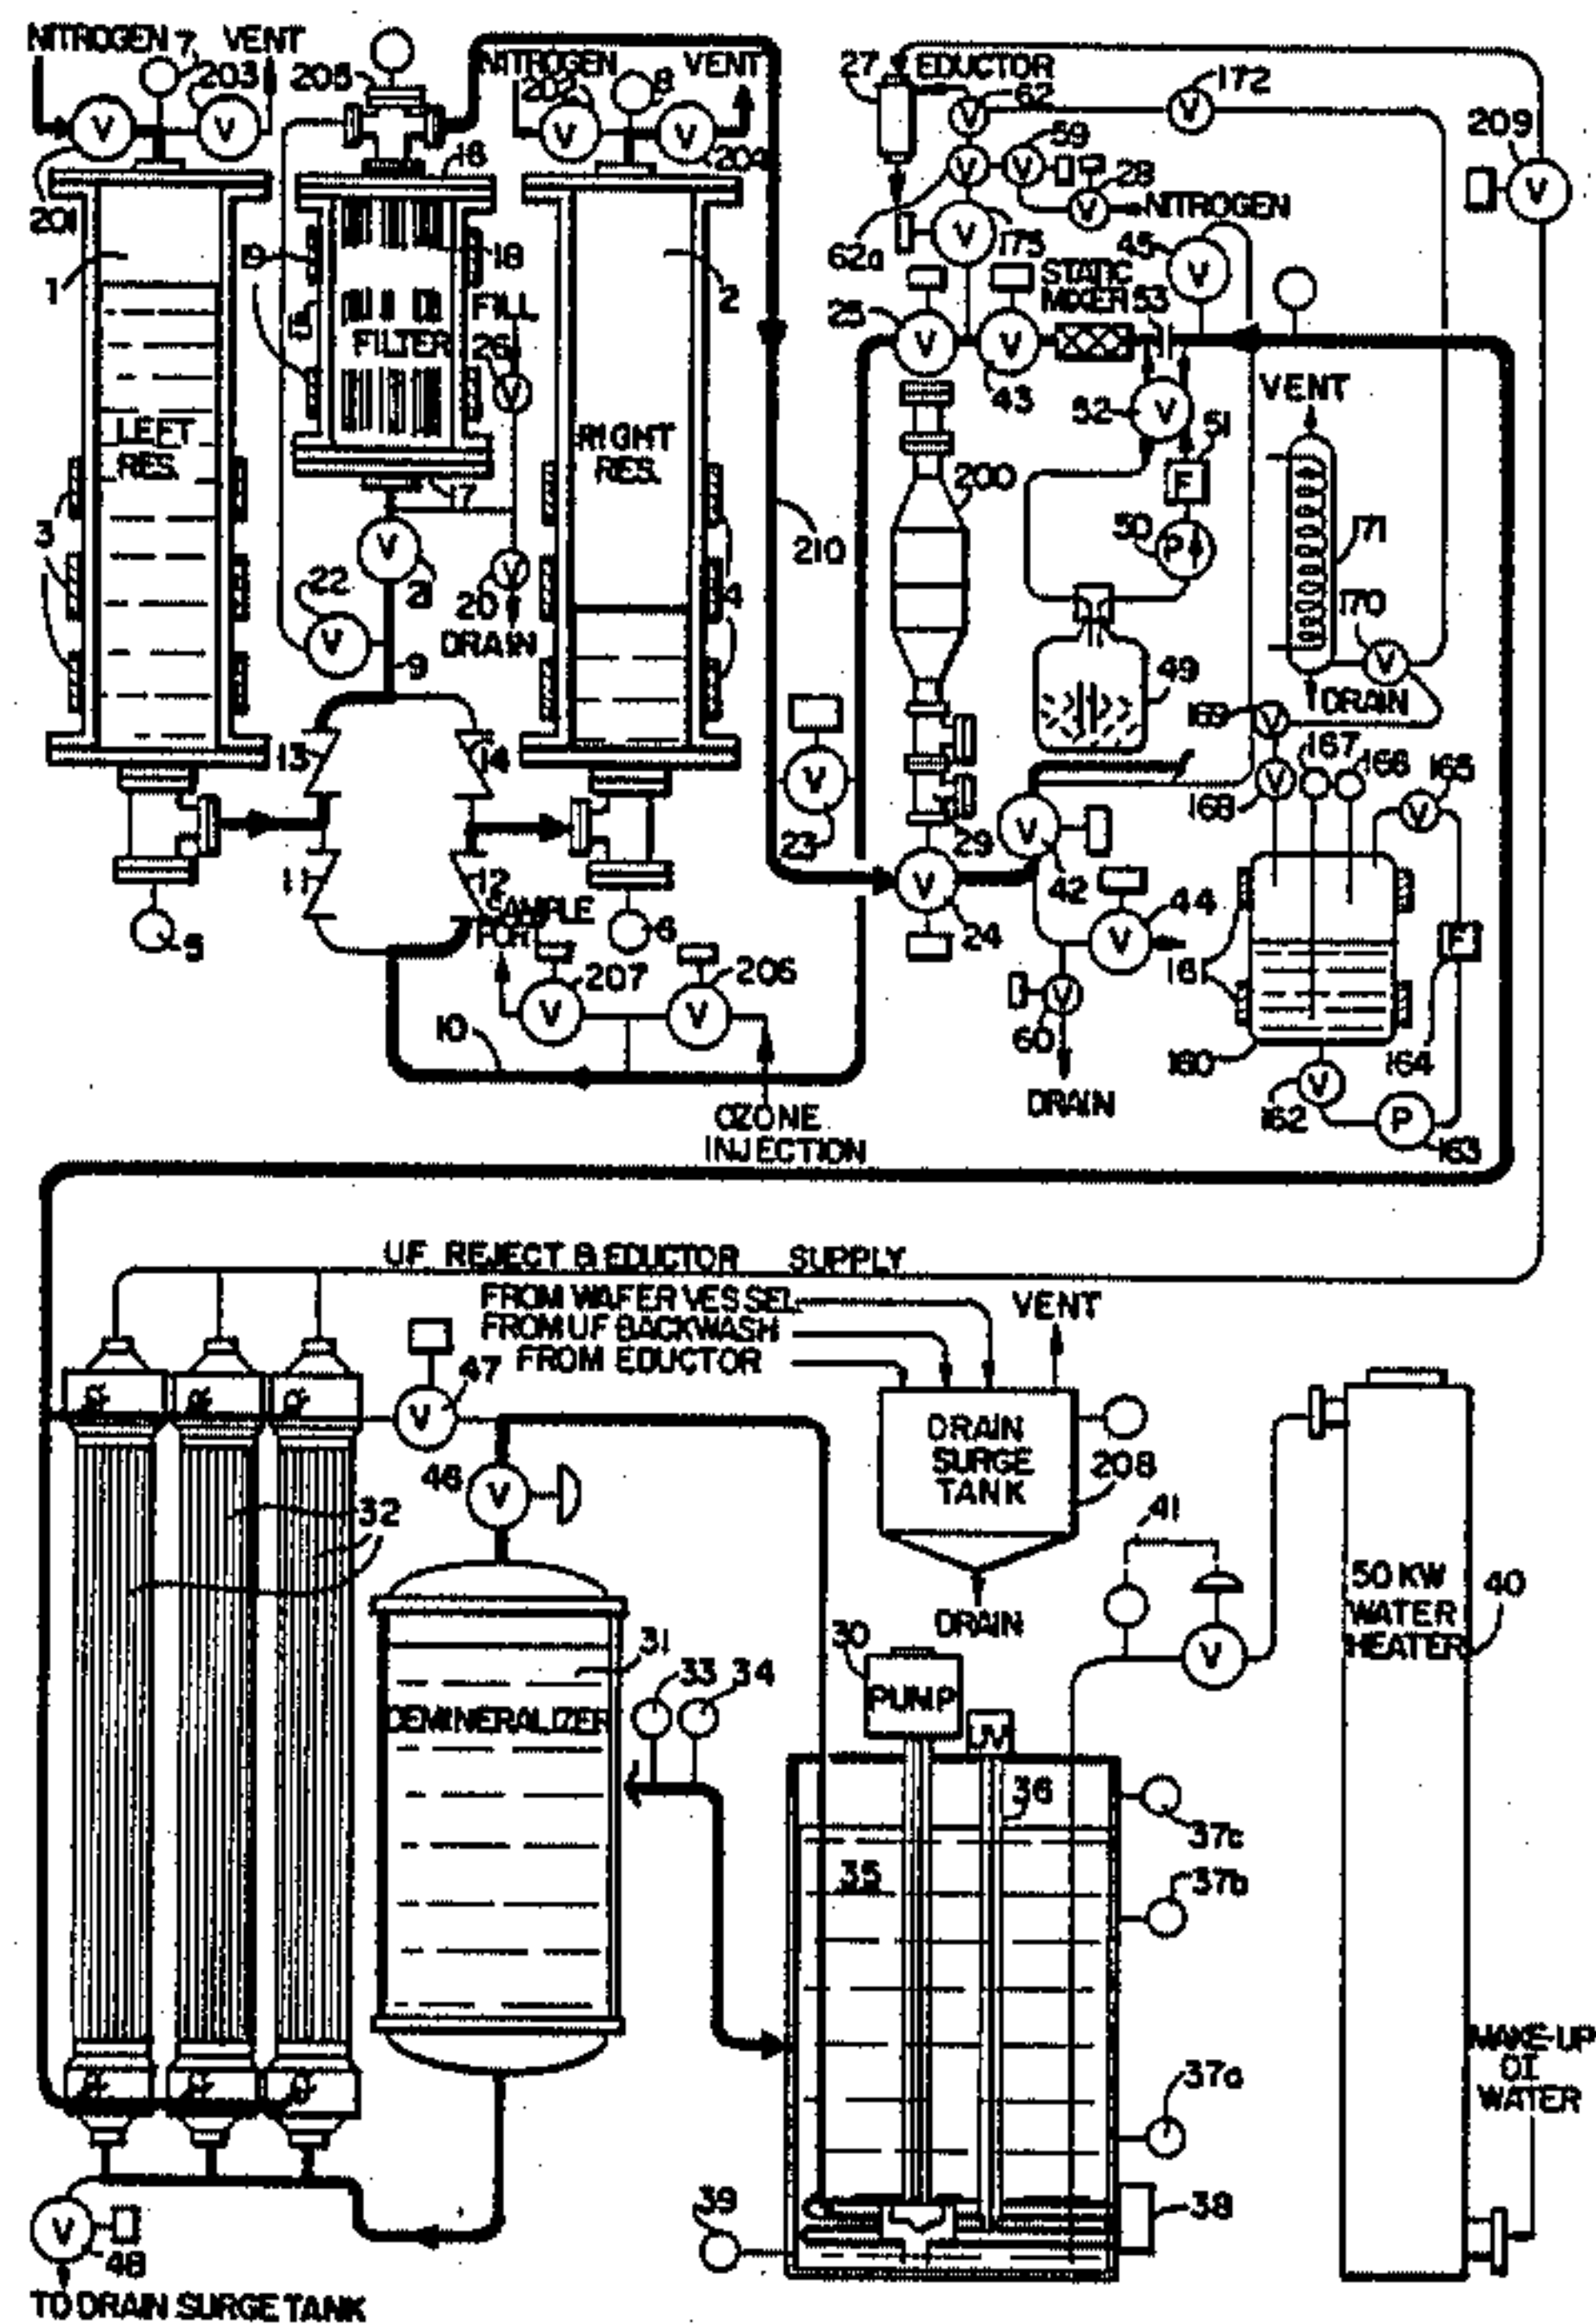 NITROGEN 7 VENT
203
205
NITROGEN
202
8
VENT
204
201
16
1
19
15
18
2
FILL
FILTER
26
LEFT
RES.
RIGHT
RES.
3
17
21
20
22
DRAIN
4
9
13
14
11
12
5
6
SAMPLE
PORT
207
206
10
OZONE
INJECTION
210
23
27 EDUCTOR
62
172
59
209
28
NITROGEN
62a
175
45
STATIC
MIXER 53
25
43
52
51
VENT
200
50
P
F
171
170
49
DRAIN
169
167
166
168
165
29
42
24
44
161
60
160
164
162
P
163
DRAIN
UF REJECT & EDUCTOR SUPPLY
FROM WAFER VESSEL
FROM UF BACKWASH
FROM EDUCTOR
VENT
47
46
DRAIN
SURGE
TANK
208
32
41
50 KW
WATER
HEATER
40
DRAIN
30
PUMP
31
33 34
DEMINERALIZER
UV
36
37c
35
37b
MAKE-UP
DI
WATER
37a
39
38
48
TO DRAIN SURGE TANK